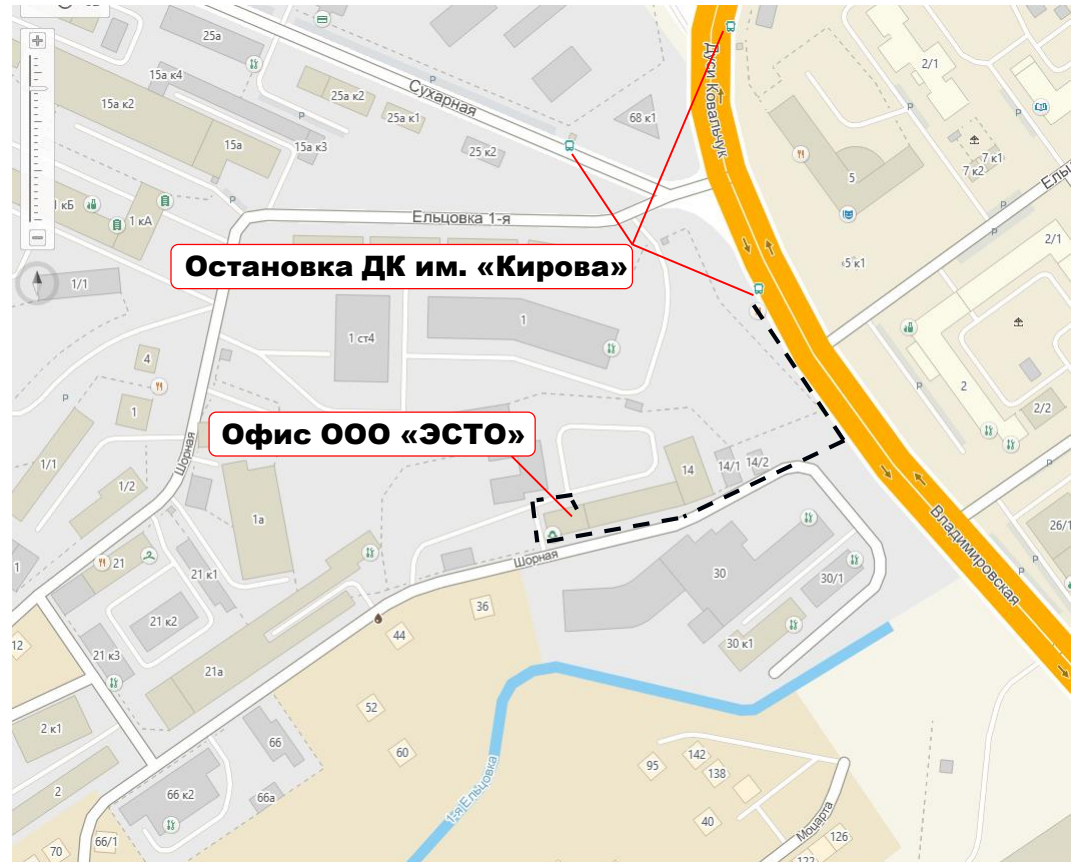 25а
15а к4
15а к2
25а к2
Сухарная
25а к1
68 к1
15а
15а к3
25 к2
Р
Р
Р
Дуси Ковальчук
2/1
7 к1
7 к2
5
Р
Ельцовка 1-я
1 кБ
1 кА
5 к1
2/1
Р
Остановка ДК им. «Кирова»
1/1
1 ст4
1
4
Р
1
2
2/2
Р
Р
Офис ООО «ЭСТО»
Шорная
1/1
1/2
1а
14
14/1
14/2
Р
26/1
Владимировская
Р
Шорная
21
21 к1
30
30/1
36
21 к2
44
30 к1
12
21 к3
21а
52
2 к1
66
60
1-я Ельцовка
95
142
138
2
66 к2
66а
40
Моцарта
126
66/1
70
122